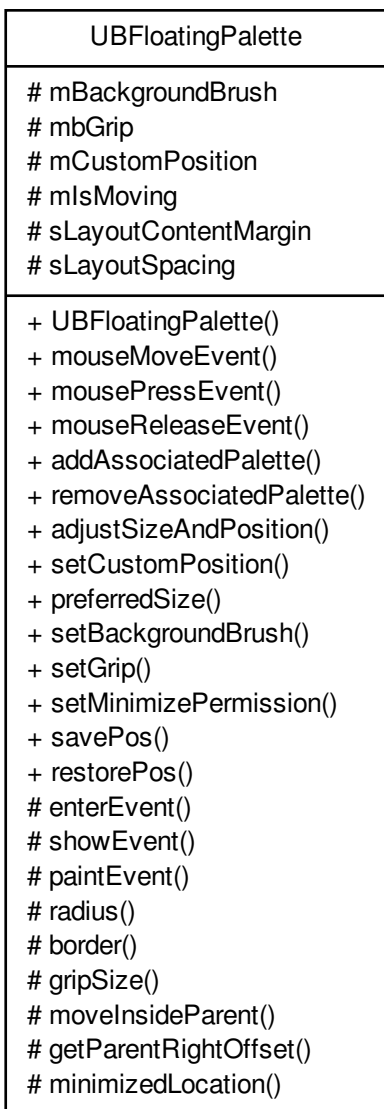 UBFloatingPalette
# mBackgroundBrush
# mbGrip
# mCustomPosition
# mIsMoving
# sLayoutContentMargin
# sLayoutSpacing
+ UBFloatingPalette()
+ mouseMoveEvent()
+ mousePressEvent()
+ mouseReleaseEvent()
+ addAssociatedPalette()
+ removeAssociatedPalette()
+ adjustSizeAndPosition()
+ setCustomPosition()
+ preferredSize()
+ setBackgroundBrush()
+ setGrip()
+ setMinimizePermission()
+ savePos()
+ restorePos()
# enterEvent()
# showEvent()
# paintEvent()
# radius()
# border()
# gripSize()
# moveInsideParent()
# getParentRightOffset()
# minimizedLocation()